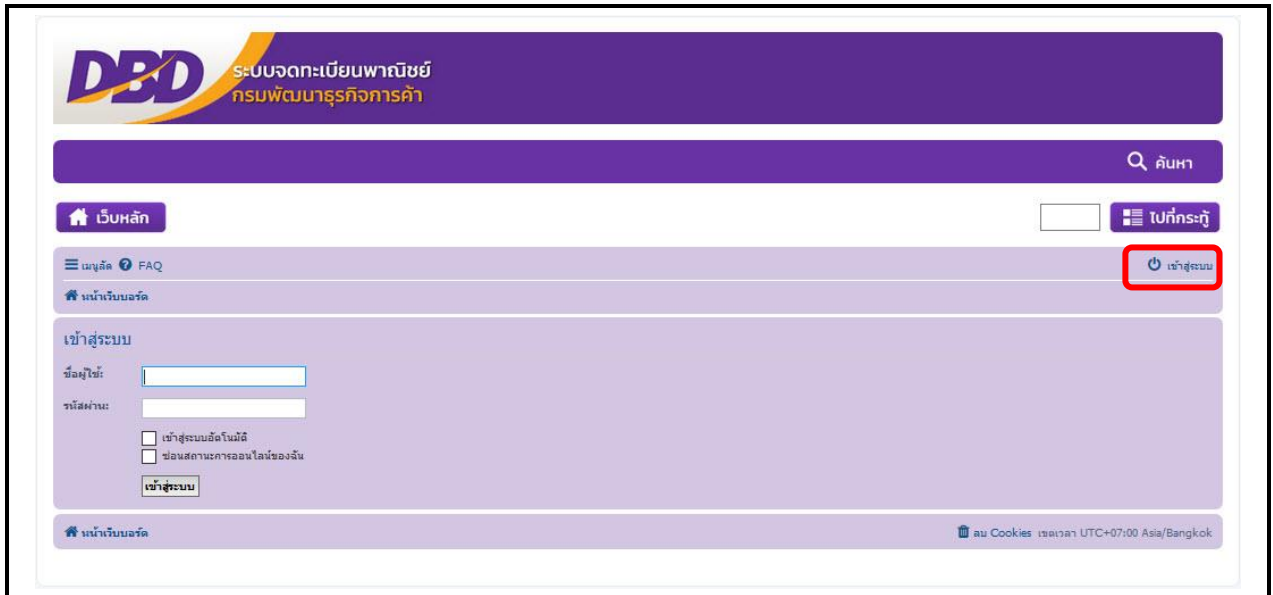 DBD
ระบบจดทะเบียนพาณิชย์
กรมพัฒนาธุรกิจการค้า
ค้นหา
เว็บหลัก
ไปที่กระทู้
เมนูลัด FAQ
เข้าสู่ระบบ
หน้าเว็บบอร์ด
เข้าสู่ระบบ
ชื่อผู้ใช้:
รหัสผ่าน:
เข้าสู่ระบบอัตโนมัติ
ซ่อนสถานะการออนไลน์ของฉัน
เข้าสู่ระบบ
หน้าเว็บบอร์ด
ลบ Cookies เขตเวลา UTC+07:00 Asia/Bangkok